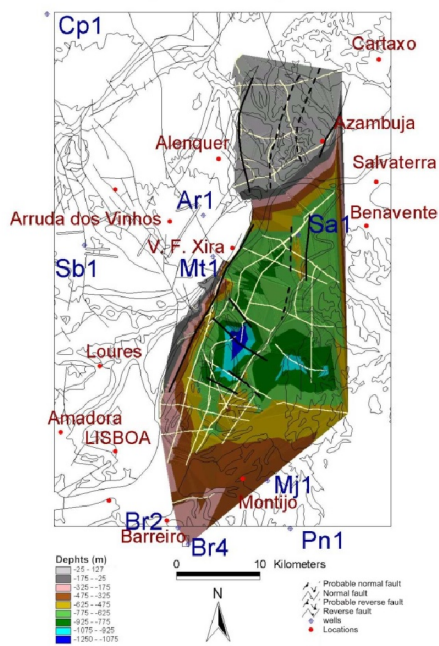 Cp1
Cartaxo
Azambuja
Alenquer
Salvaterra
Ar1
Arruda dos Vinhos
Sa1
Benavente
V. F. Xira
Sb1
Mt1
Loures
Amadora
LISBOA
Mj1
Montijo
Br2
Barreiro
Br4
Pn1
Depths (m)
-25 - 127
-175 - -25
-325 - -175
-475 - -325
-625 - -475
-775 - -625
-925 - -775
-1075 - -925
-1250 - -1075
0 10 Kilometers
N
Probable normal fault
Normal fault
Probable reverse fault
Reverse fault
wells
Locations